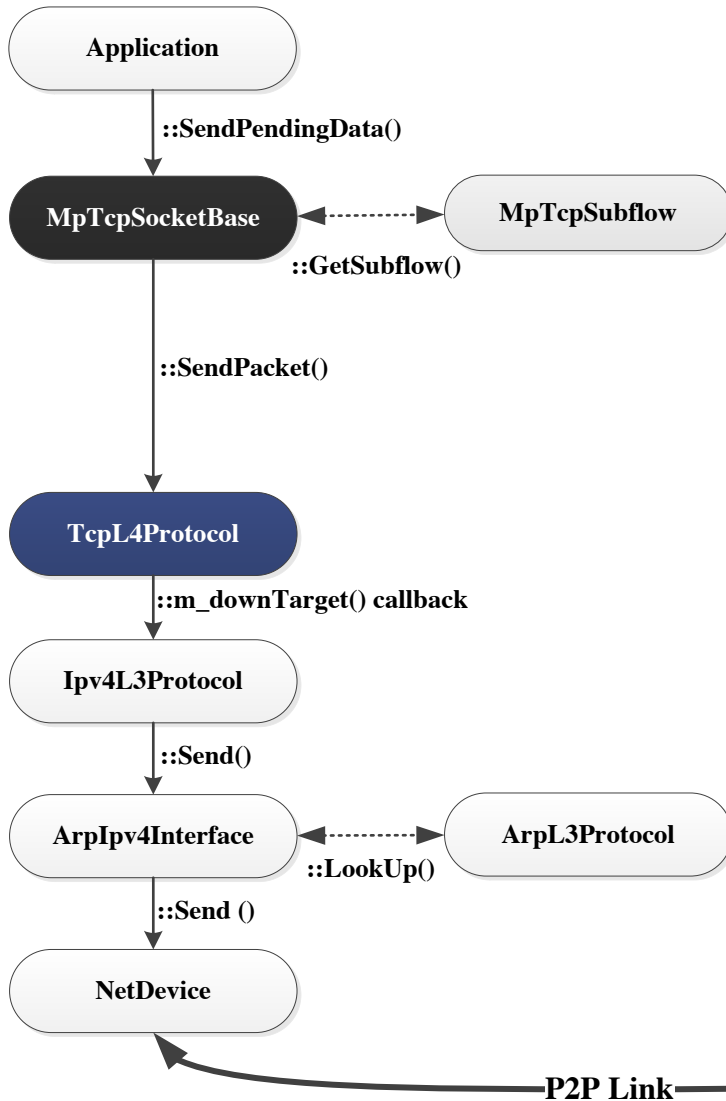 Application
::SendPendingData()
MpTcpSocketBase
MpTcpSubflow
::GetSubflow()
::SendPacket()
TcpL4Protocol
::m_downTarget() callback
Ipv4L3Protocol
::Send()
ArpIpv4Interface
ArpL3Protocol
::LookUp()
::Send ()
NetDevice
P2P Link